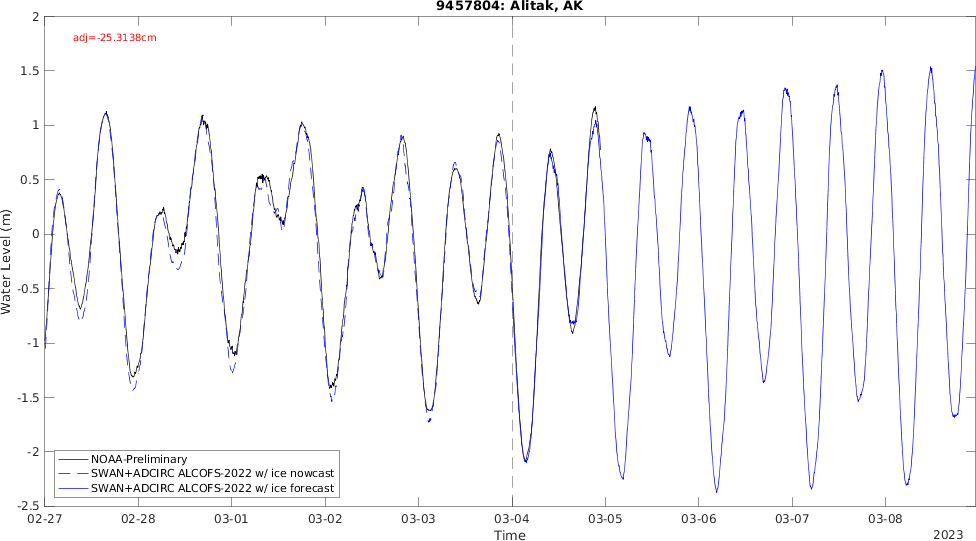 9457804: Alitak, AK
adj=-25.3138cm
2
1.5
1
0.5
0
-0.5
-1
-1.5
-2
-2.5
Water Level (m)
NOAA-Preliminary
SWAN+ADCIRC ALCOFS-2022 w/ ice nowcast
SWAN+ADCIRC ALCOFS-2022 w/ ice forecast
02-27 02-28 03-01 03-02 03-03 03-04 03-05 03-06 03-07 03-08
Time
2023